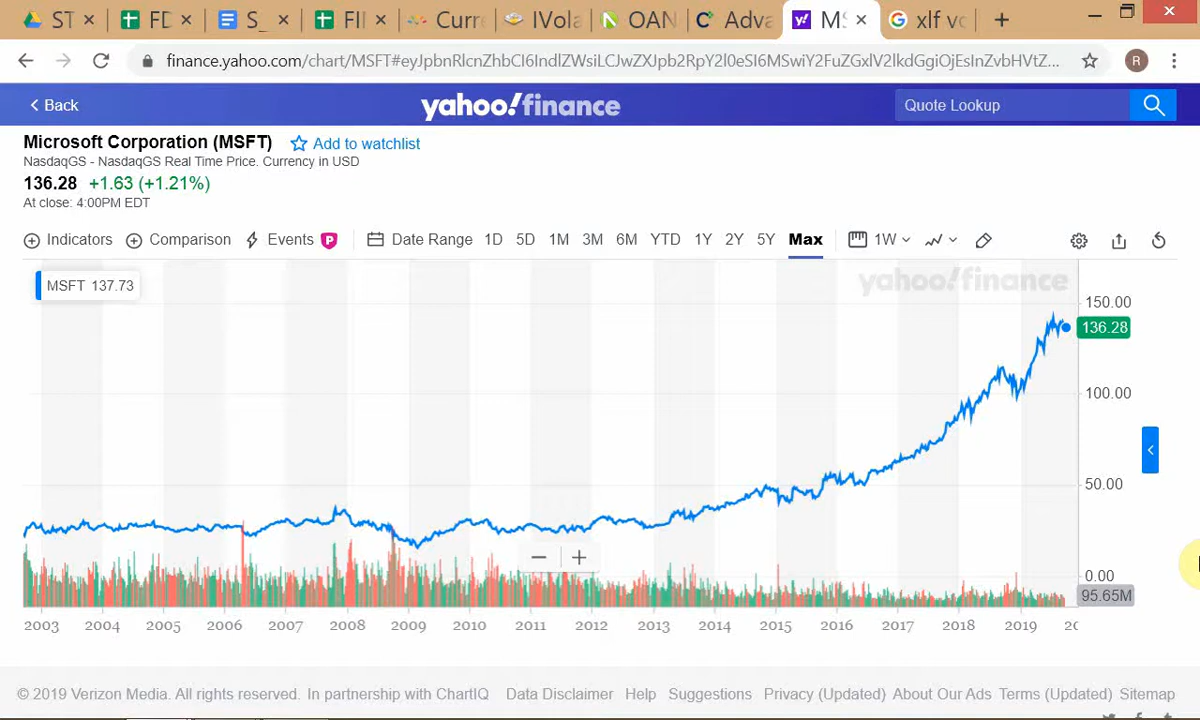 ST FD S_ FII Curr IVola OAN Adva MS xlf vo
finance.yahoo.com/chart/MSFT#eyJpbnRlcnZhbCI6IndlZWsiLCJwZXJpb2RpY2l0eSI6MSwiY2FuZGxlV2lkdGgiOjEsInZvbHVtZ...
R
Back
yahoo!finance
Quote Lookup
Microsoft Corporation (MSFT) Add to watchlist
NasdaqGS - NasdaqGS Real Time Price. Currency in USD
136.28 +1.63 (+1.21%)
At close: 4:00PM EDT
Indicators Comparison Events P Date Range 1D 5D 1M 3M 6M YTD 1Y 2Y 5Y Max 1W
yahoo!finance
MSFT 137.73
150.00
136.28
100.00
50.00
0.00
95.65M
2003 2004 2005 2006 2007 2008 2009 2010 2011 2012 2013 2014 2015 2016 2017 2018 2019 20
© 2019 Verizon Media. All rights reserved. In partnership with ChartIQ Data Disclaimer Help Suggestions Privacy (Updated) About Our Ads Terms (Updated) Sitemap